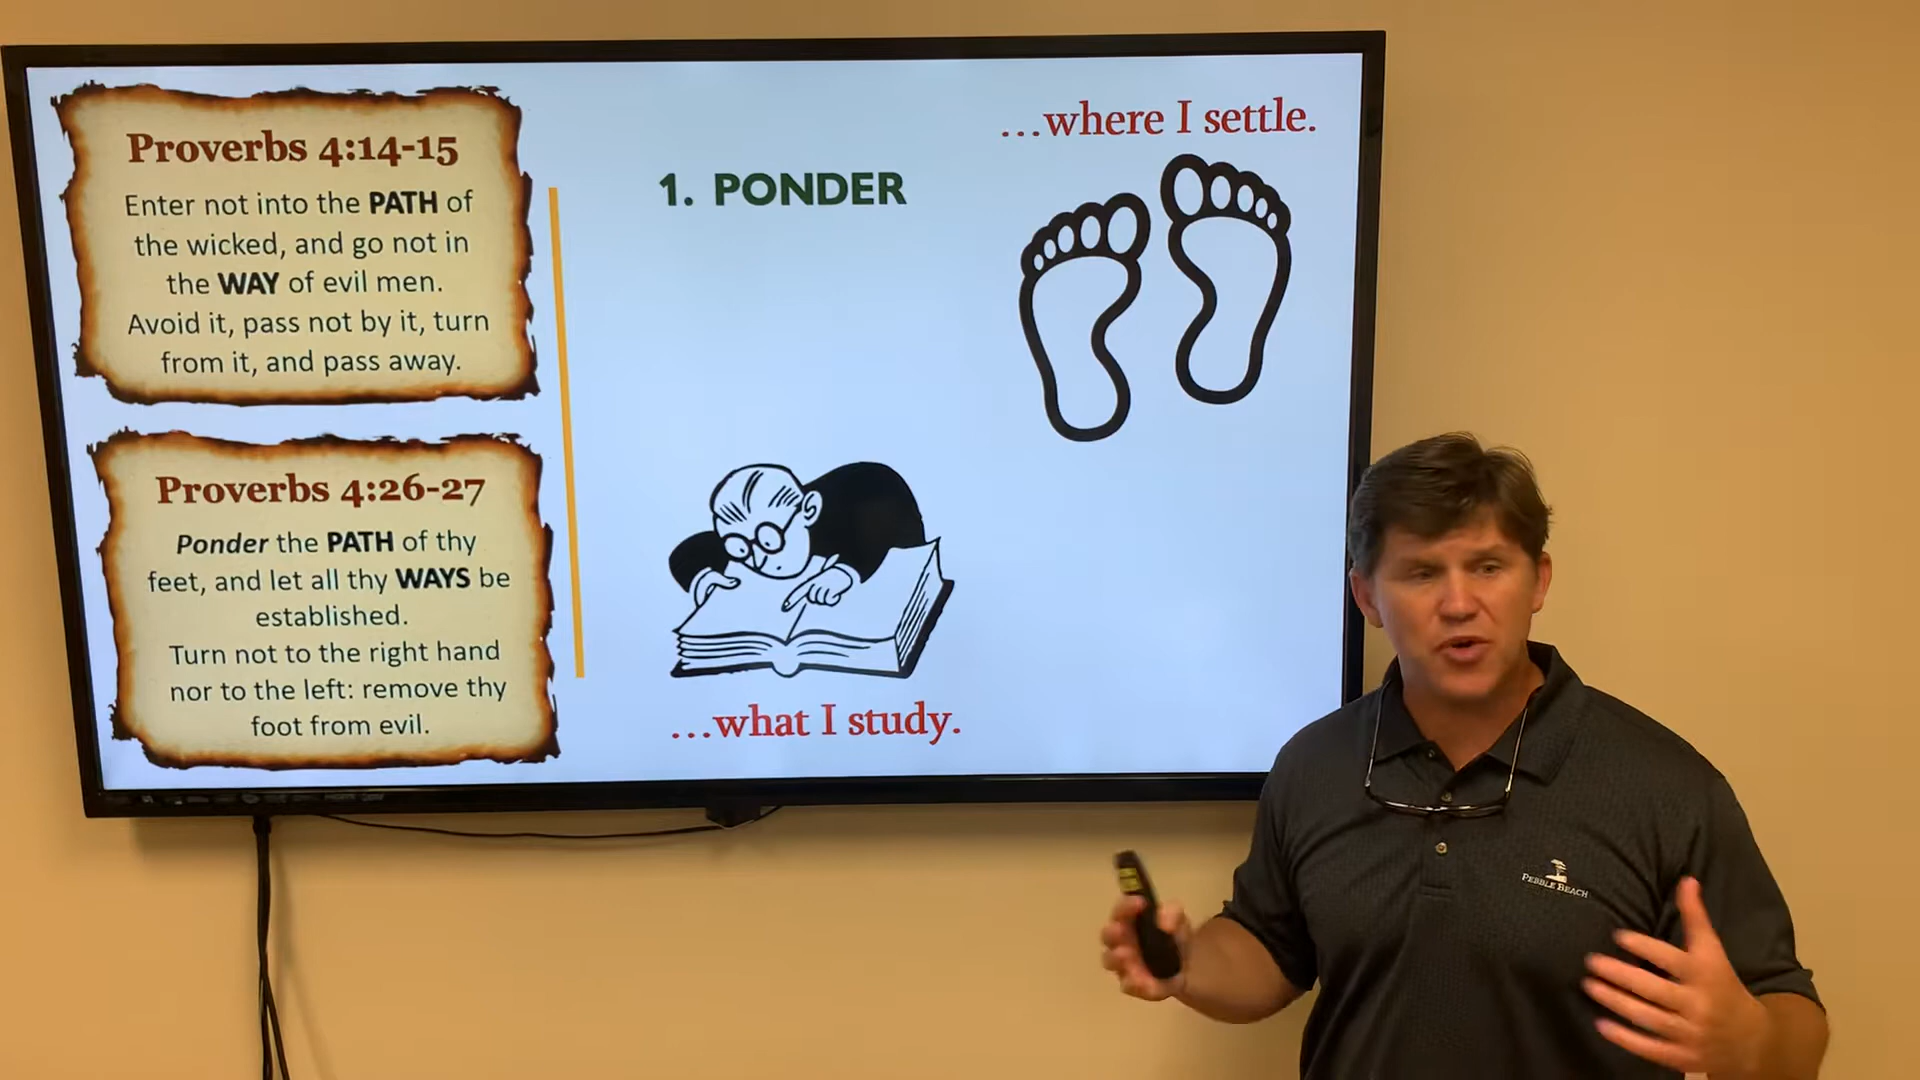 Proverbs 4:14-15
Enter not into the PATH of
the wicked, and go not in
the WAY of evil men.
Avoid it, pass not by it, turn
from it, and pass away.
Proverbs 4:26-27
Ponder the PATH of thy
feet, and let all thy WAYS be
established.
Turn not to the right hand
nor to the left: remove thy
foot from evil.
1. PONDER
...where I settle.
...what I study.
PEBBLE BEACH